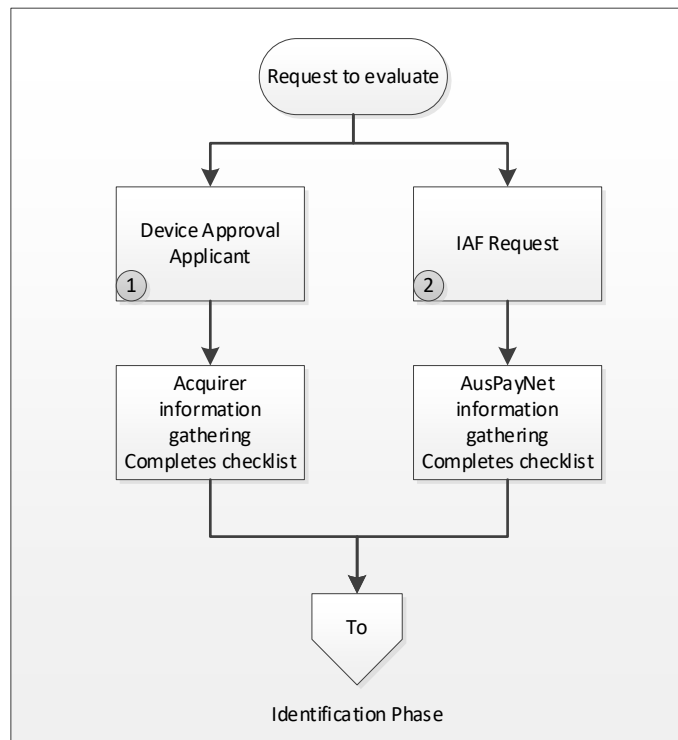 Request to evaluate
Device Approval
Applicant
1
IAF Request
2
Acquirer
information
gathering
Completes checklist
AusPayNet
information
gathering
Completes checklist
To
Identification Phase